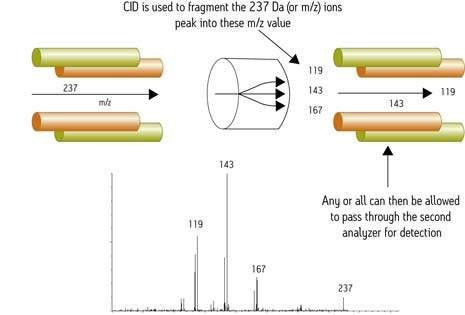 CID is used to fragment the 237 Da (or m/z) ions
peak into these m/z value
237
m/z
119
143
167
143
119
Any or all can then be allowed
to pass through the second
analyzer for detection
143
119
167
237